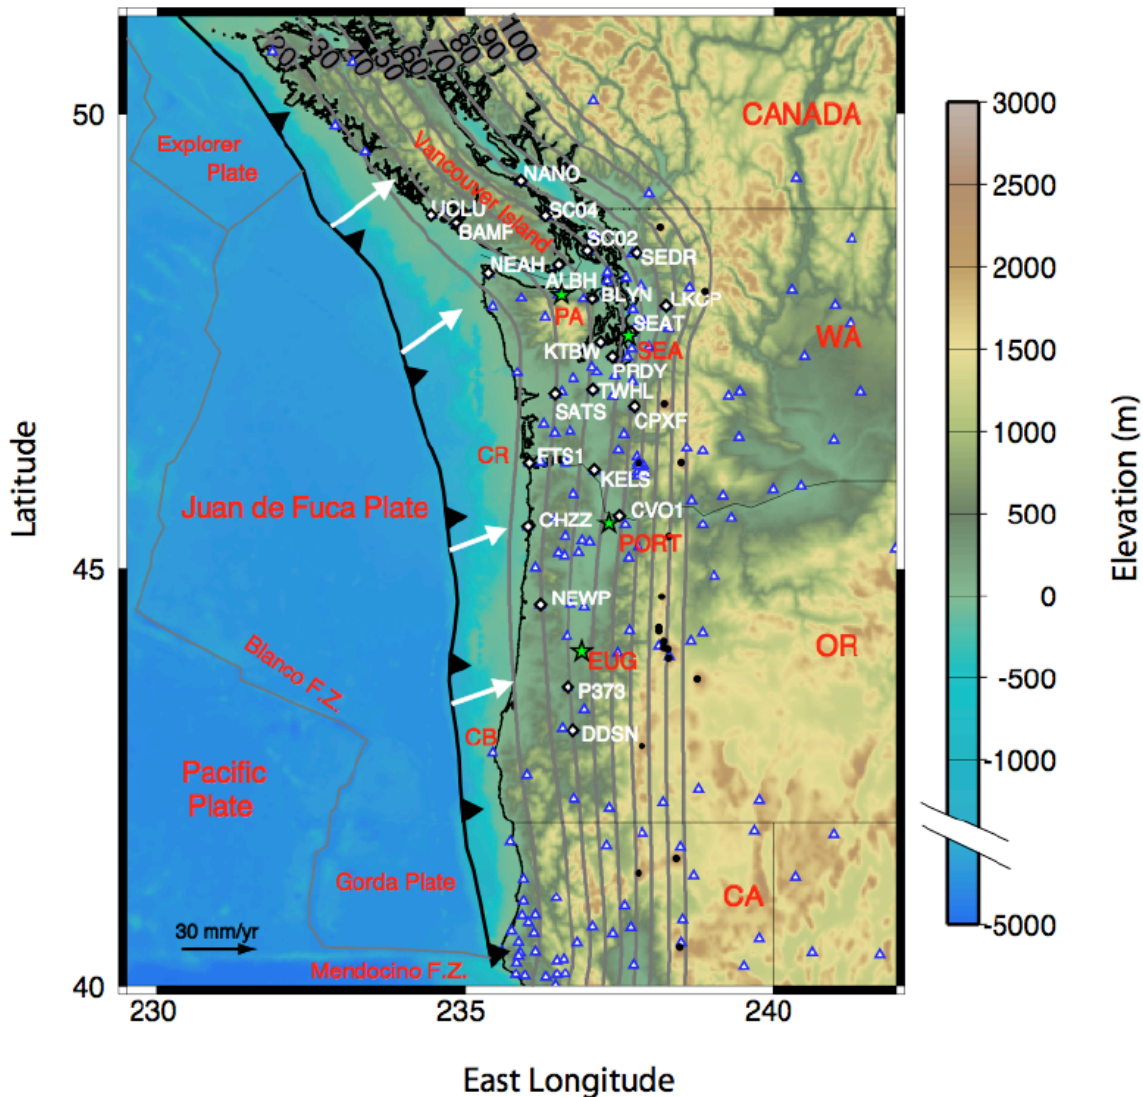 20
30
40
50
60
70
80
90
100
3000
2500
2000
1500
1000
500
0
-500
-1000
-5000
Elevation (m)
50
45
40
Latitude
CANADA
Explorer
Plate
Vancouver Island
NANO
UCLU
SC04
BAMF
SC02
SEDR
NEAH
ALBH
BLYN
LKCP
PA
SEAT
WA
KTBW
SEA
PRDY
TWHL
SATS
CPXF
CR
FTS1
KELS
Juan de Fuca Plate
CHZZ
CVO1
PORT
NEWP
Blanco F.Z.
EUG
OR
P373
CB
DDSN
Pacific
Plate
Gorda Plate
CA
30 mm/yr
Mendocino F.Z.
230
235
240
East Longitude